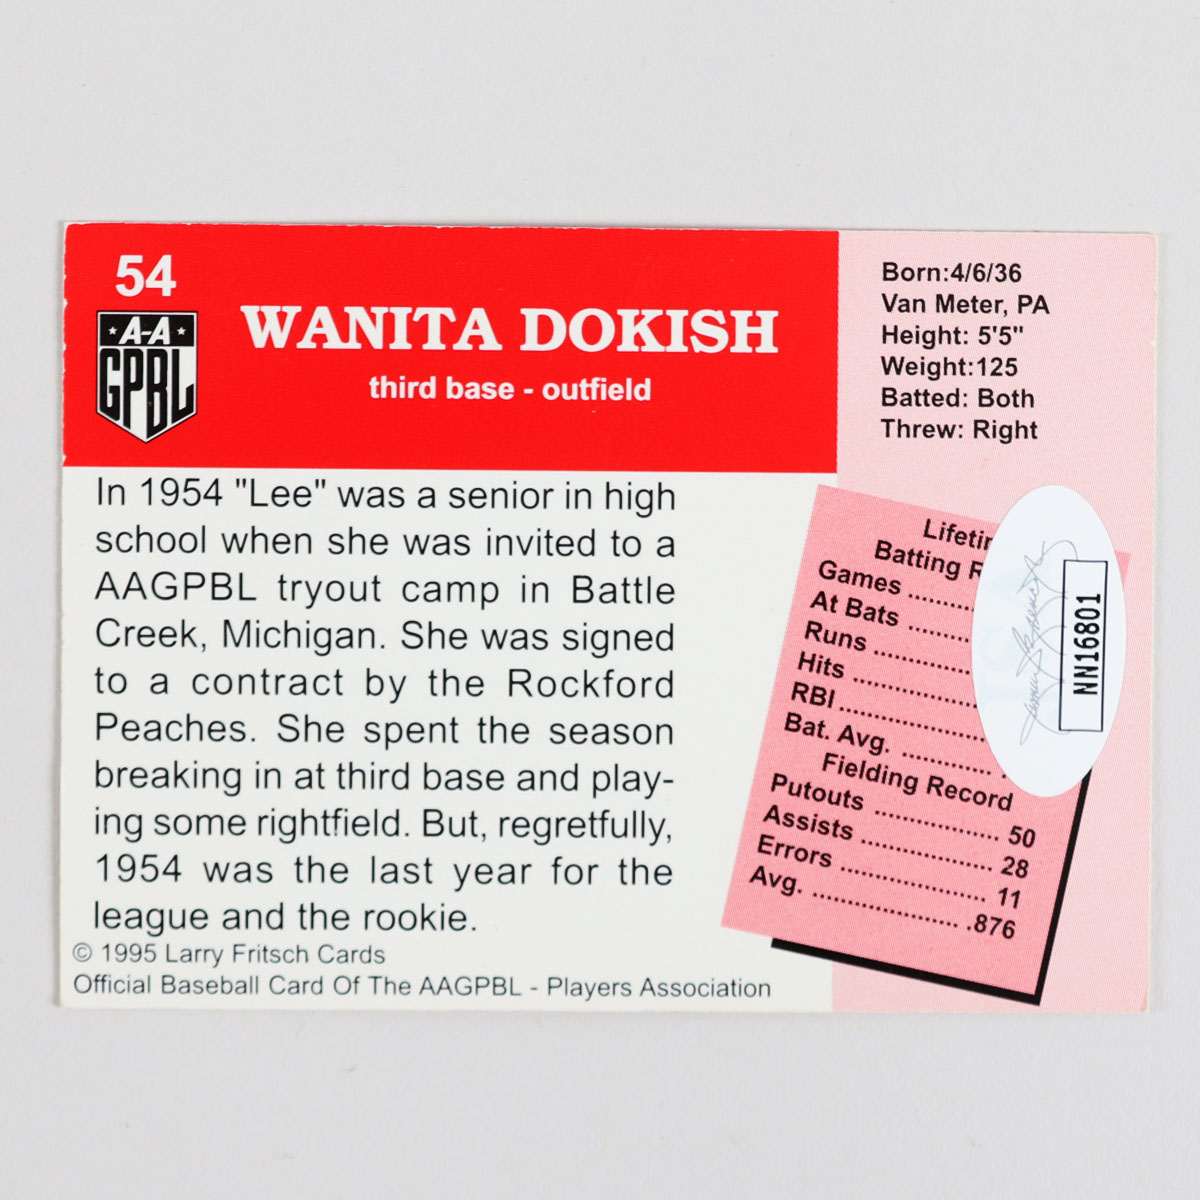 54
A-A
GPBL
WANITA DOKISH
third base - outfield
Born:4/6/36
Van Meter, PA
Height: 5'5"
Weight:125
Batted: Both
Threw: Right
In 1954 "Lee" was a senior in high
school when she was invited to a
AAGPBL tryout camp in Battle
Creek, Michigan. She was signed
to a contract by the Rockford
Peaches. She spent the season
breaking in at third base and play-
ing some rightfield. But, regretfully,
1954 was the last year for the
league and the rookie.
© 1995 Larry Fritsch Cards
Official Baseball Card Of The AAGPBL - Players Association
Batting
Games ..........
At Bats ..........
Runs ...............
Hits ..................
RBI..................
Bat. Avg. .............
Fielding Record
Putouts .................. 50
Assists ................... 28
Errors ..................... 11
Avg. ..................... .876
NN16801